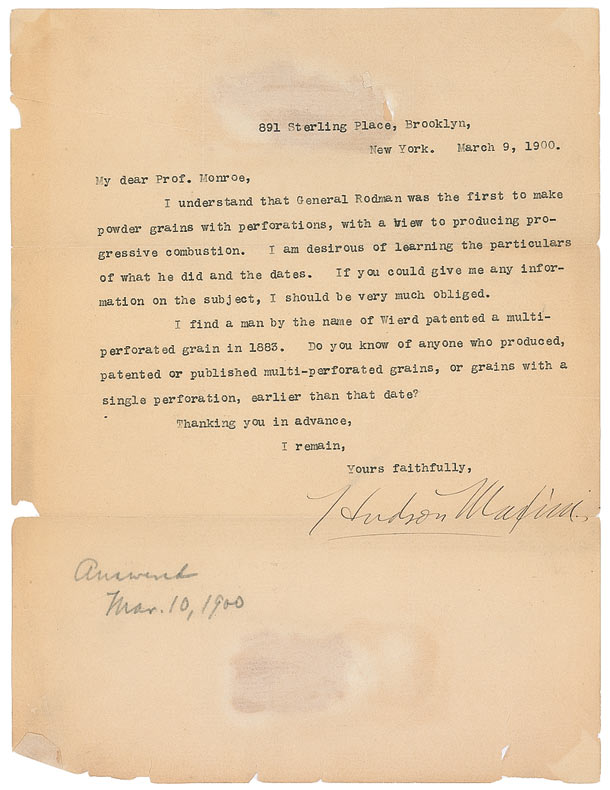 891 Sterling Place, Brooklyn,
New York. March 9, 1900.
My dear Prof. Monroe,
I understand that General Rodman was the first to make
powder grains with perforations, with a view to producing pro-
gressive combustion. I am desirous of learning the particulars
of what he did and the dates. If you could give me any infor-
mation on the subject, I should be very much obliged.
I find a man by the name of Wierd patented a multi-
perforated grain in 1883. Do you know of anyone who produced,
patented or published multi-perforated grains, or grains with a
single perforation, earlier than that date?
Thanking you in advance,
I remain,
Yours faithfully,
Hudson Maxim.
Answered
Mar. 10, 1900